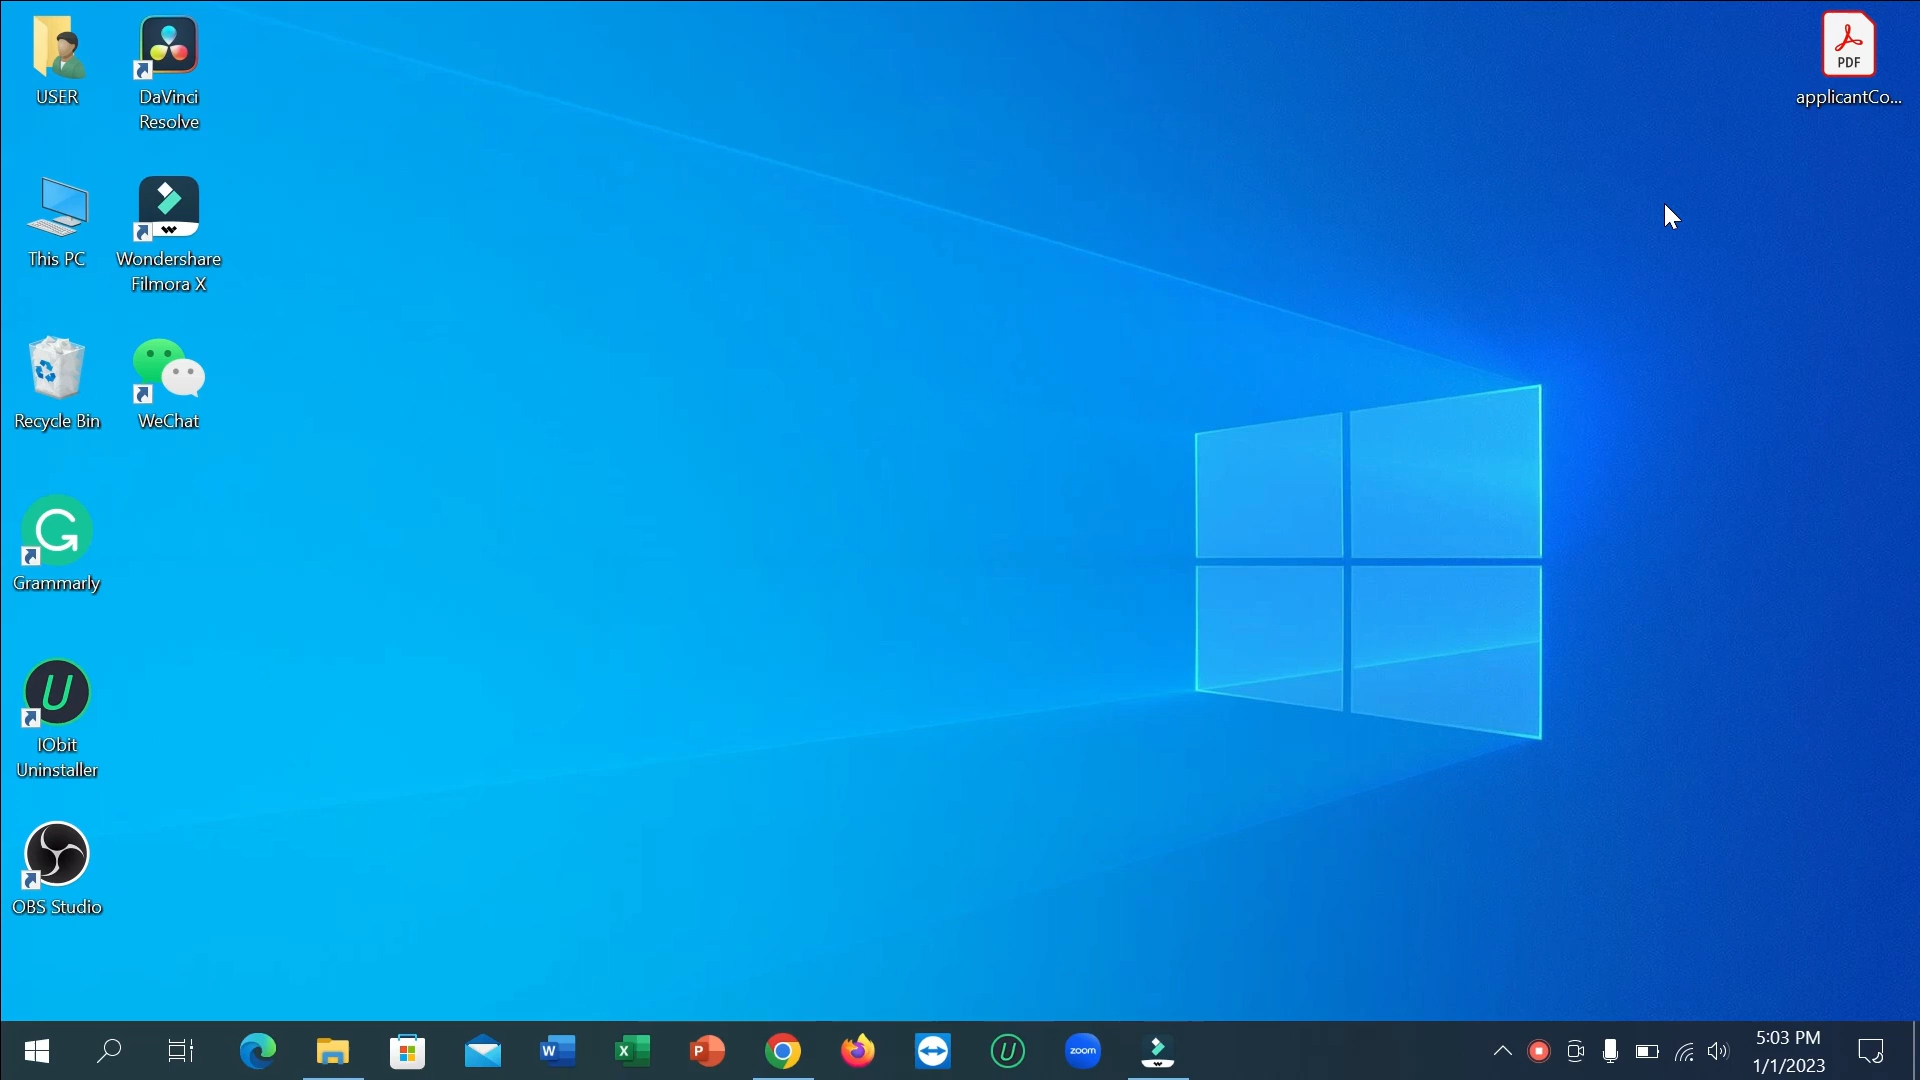 USER
DaVinci
Resolve
PDF
applicantCo...
This PC
Wondershare
Filmora X
Recycle Bin
WeChat
G
Grammarly
U
IObit
Uninstaller
OBS Studio
W
X
P
U
zoom
5:03 PM
1/1/2023